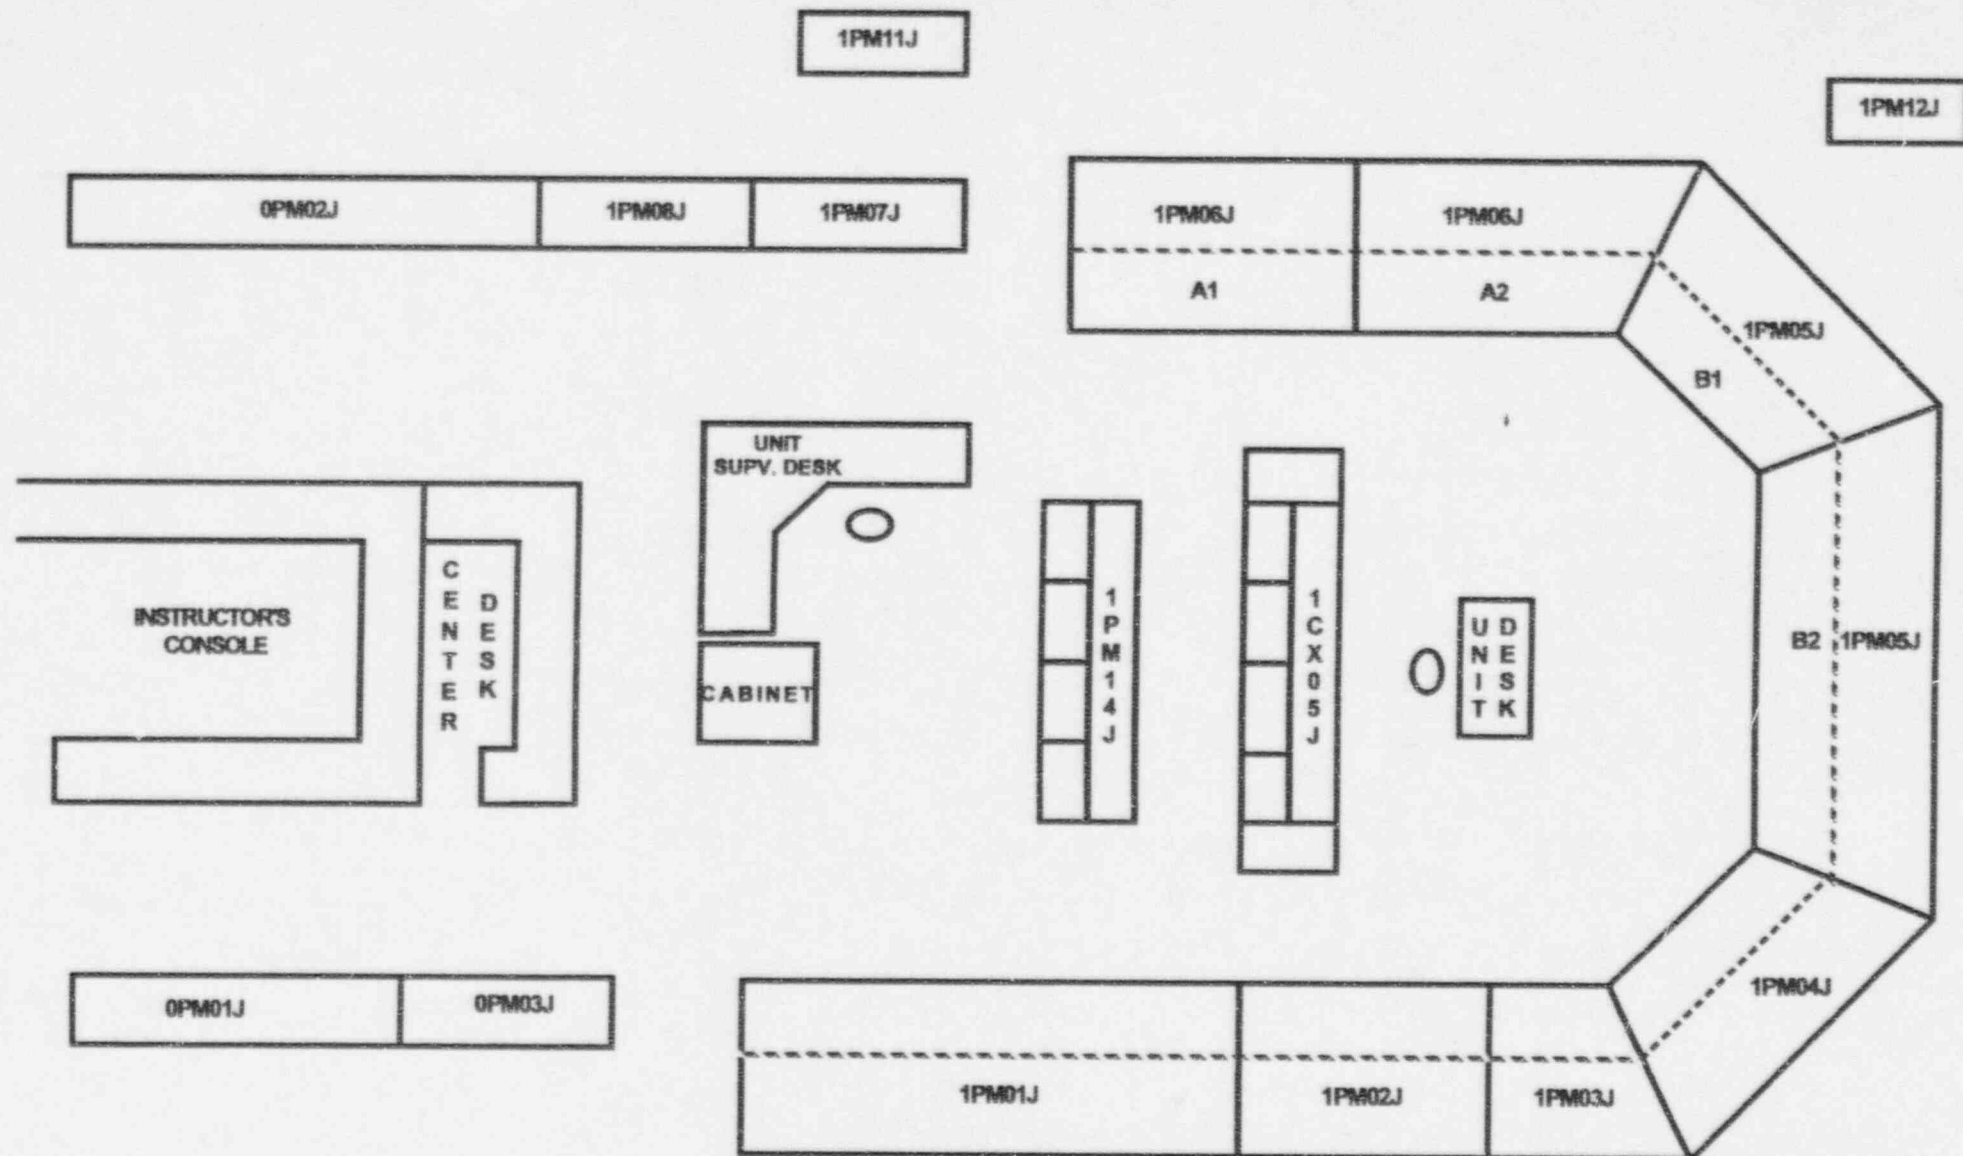 1PM11J
1PM12J
0PM02J
1PM08J
1PM07J
1PM06J
1PM06J
A1
A2
1PM05J
B1
UNIT
SUPV. DESK
CENTER
DESK
INSTRUCTOR'S
CONSOLE
CABINET
1PM14J
1CX05J
UNIT
DESK
B2
1PM05J
0PM01J
0PM03J
1PM04J
1PM01J
1PM02J
1PM03J